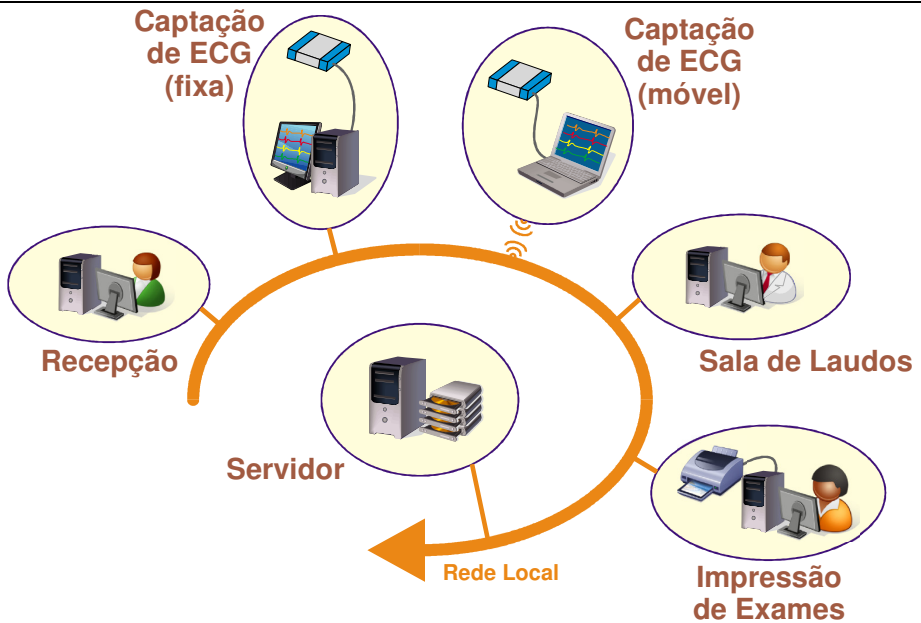 Captação
de ECG
(fixa)
Captação
de ECG
(móvel)
Recepção
Sala de Laudos
Servidor
Rede Local
Impressão
de Exames